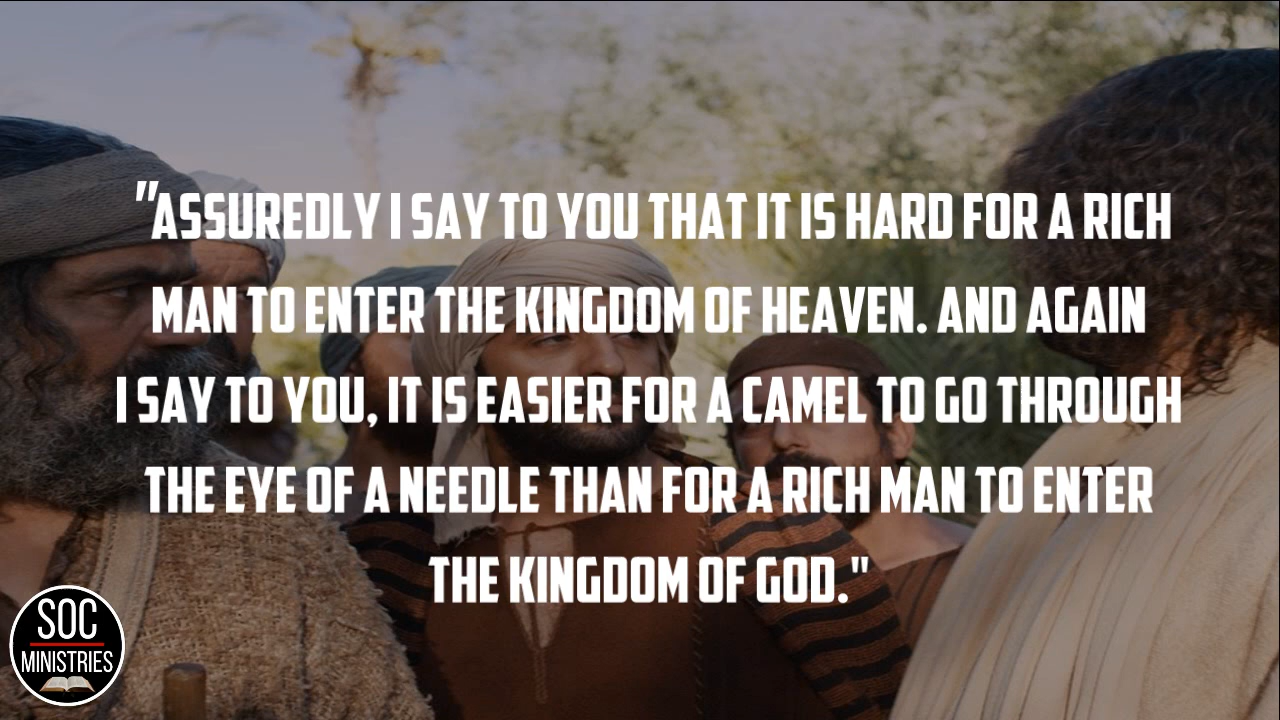 "ASSUREDLY I SAY TO YOU THAT IT IS HARD FOR A RICH
MAN TO ENTER THE KINGDOM OF HEAVEN. AND AGAIN
I SAY TO YOU, IT IS EASIER FOR A CAMEL TO GO THROUGH
THE EYE OF A NEEDLE THAN FOR A RICH MAN TO ENTER
THE KINGDOM OF GOD."
SOC
MINISTRIES